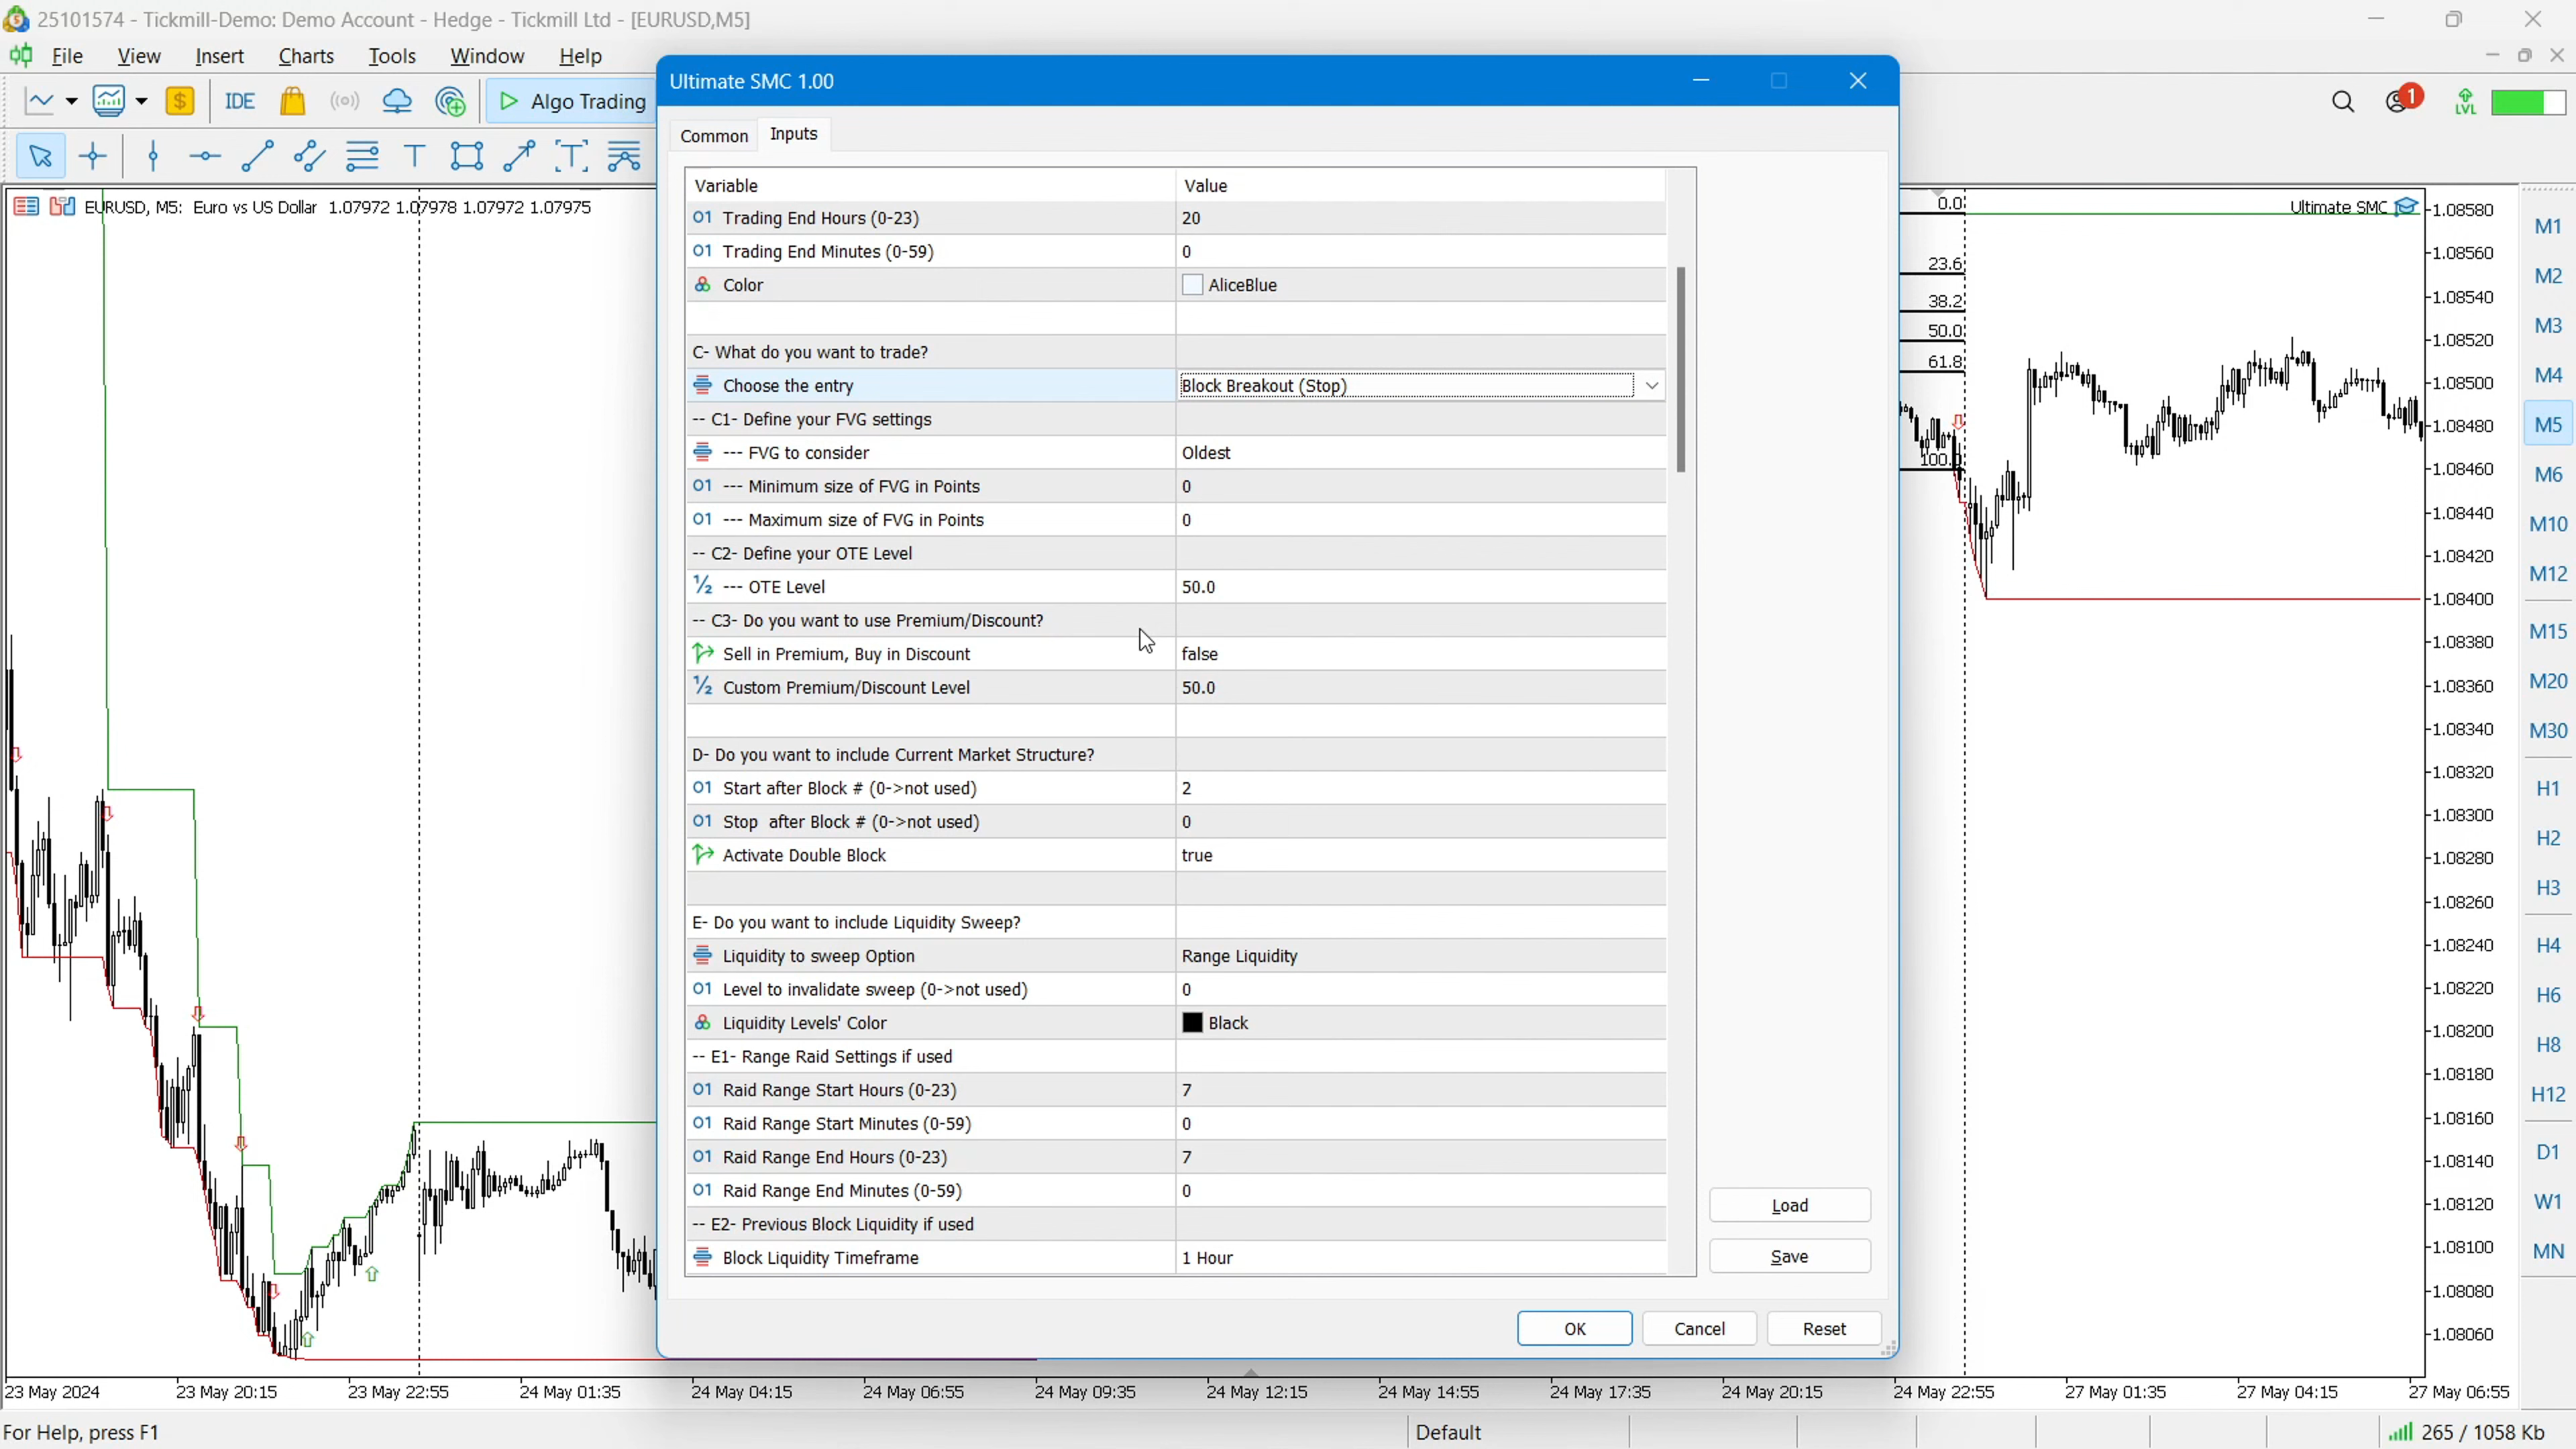 25101574 - Tickmill-Demo: Demo Account - Hedge - Tickmill Ltd - [EURUSD,M5]
File View Insert Charts Tools Window Help
IDE Algo Trading
1
LVL
T T
EURUSD, M5: Euro vs US Dollar 1.07972 1.07978 1.07972 1.07975
Ultimate SMC 1.00
Common Inputs
Variable Value
01 Trading End Hours (0-23) 20
01 Trading End Minutes (0-59) 0
Color AliceBlue
C- What do you want to trade?
Choose the entry Block Breakout (Stop)
-- C1- Define your FVG settings
--- FVG to consider Oldest
01 --- Minimum size of FVG in Points 0
01 --- Maximum size of FVG in Points 0
-- C2- Define your OTE Level
½ --- OTE Level 50.0
-- C3- Do you want to use Premium/Discount?
Sell in Premium, Buy in Discount false
½ Custom Premium/Discount Level 50.0
D- Do you want to include Current Market Structure?
01 Start after Block # (0->not used) 2
01 Stop after Block # (0->not used) 0
Activate Double Block true
E- Do you want to include Liquidity Sweep?
Liquidity to sweep Option Range Liquidity
01 Level to invalidate sweep (0->not used) 0
Liquidity Levels' Color Black
-- E1- Range Raid Settings if used
01 Raid Range Start Hours (0-23) 7
01 Raid Range Start Minutes (0-59) 0
01 Raid Range End Hours (0-23) 7
01 Raid Range End Minutes (0-59) 0
-- E2- Previous Block Liquidity if used
Block Liquidity Timeframe 1 Hour
Load
Save
OK Cancel Reset
0.0
23.6
38.2
50.0
61.8
100.0
Ultimate SMC
1.08580
1.08560
1.08540
1.08520
1.08500
1.08480
1.08460
1.08440
1.08420
1.08400
1.08380
1.08360
1.08340
1.08320
1.08300
1.08280
1.08260
1.08240
1.08220
1.08200
1.08180
1.08160
1.08140
1.08120
1.08100
1.08080
1.08060
M1
M2
M3
M4
M5
M6
M10
M12
M15
M20
M30
H1
H2
H3
H4
H6
H8
H12
D1
W1
MN
23 May 2024 23 May 20:15 23 May 22:55 24 May 01:35 24 May 04:15 24 May 06:55 24 May 09:35 24 May 12:15 24 May 14:55 24 May 17:35 24 May 20:15 24 May 22:55 27 May 01:35 27 May 04:15 27 May 06:55
For Help, press F1 Default 265 / 1058 Kb